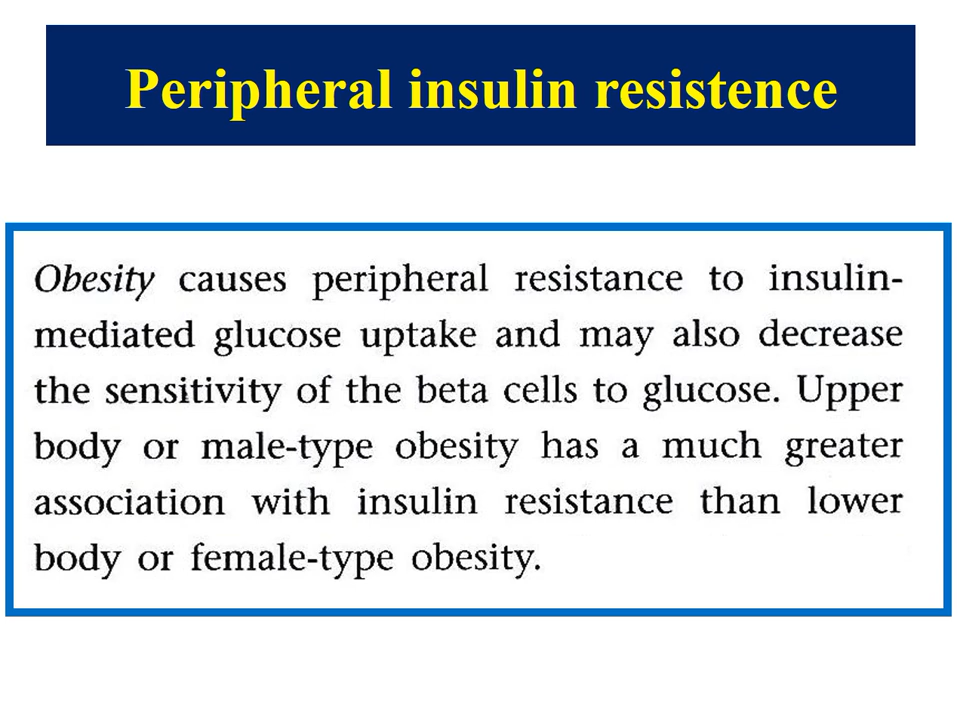 Peripheral insulin resistence
Obesity causes peripheral resistance to insulin-
mediated glucose uptake and may also decrease
the sensitivity of the beta cells to glucose. Upper
body or male-type obesity has a much greater
association with insulin resistance than lower
body or female-type obesity.